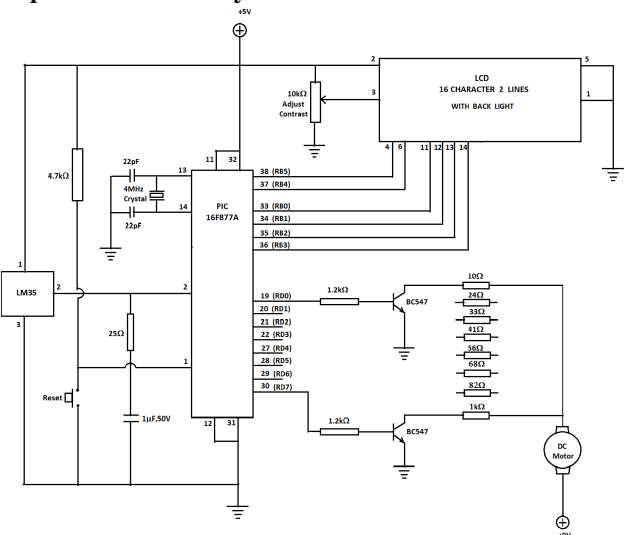 +5V
2
LCD
16 CHARACTER 2 LINES
WITH BACK LIGHT
5
10kΩ
Adjust
Contrast
3
1
4
6
11
12
13
14
11
32
4.7kΩ
22pF
4MHz
Crystal
22pF
13
14
PIC
16F877A
38 (RB5)
37 (RB4)
33 (RB0)
34 (RB1)
35 (RB2)
36 (RB3)
1
LM35
2
3
2
25Ω
1
Reset
1µF,50V
12
31
19 (RD0)
20 (RD1)
21 (RD2)
22 (RD3)
27 (RD4)
28 (RD5)
29 (RD6)
30 (RD7)
1.2kΩ
BC547
10Ω
24Ω
33Ω
41Ω
56Ω
68Ω
82Ω
1kΩ
1.2kΩ
BC547
DC
Motor